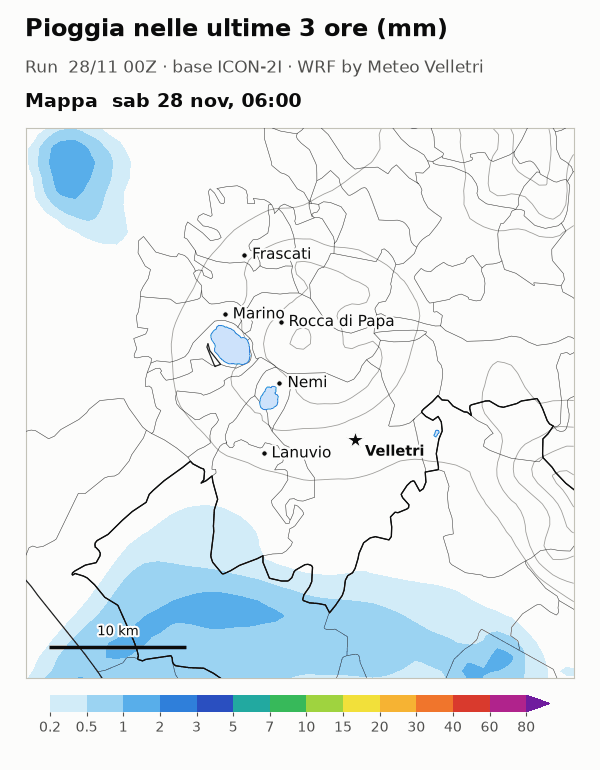 Pioggia nelle ultime 3 ore (mm)
Run  28/11 00Z · base ICON-2I · WRF by Meteo Velletri
Mappa  sab 28 nov, 06:00
Frascati
Marino
Rocca di Papa
Nemi
Velletri
Lanuvio
10 km
0.2 0.5 1 2 3 5 7 10 15 20 30 40 60 80